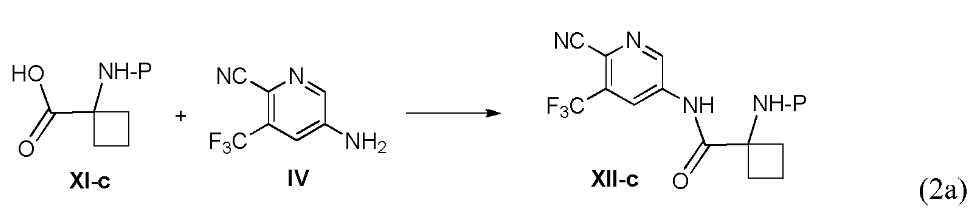 HO
NH-P
O
XI-c
+
NC
N
F3C
NH2
IV
NC
N
F3C
NH
NH-P
O
XII-c
(2a)